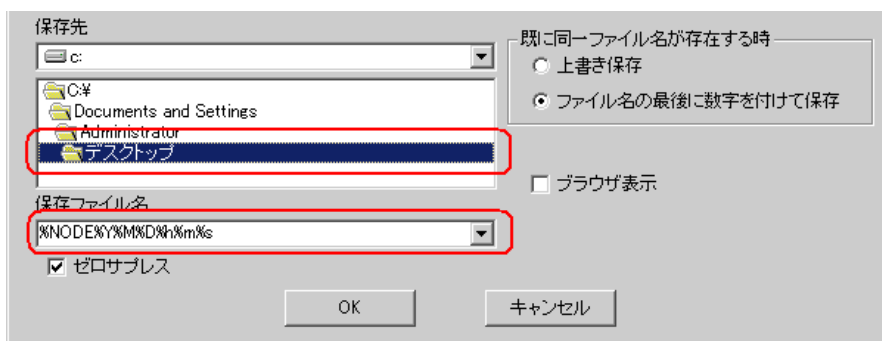 保存先
c:
C:¥
Documents and Settings
Administrator
デスクトップ
保存ファイル名
%NODE%Y%M%D%h%m%s
ゼロサプレス
既に同一ファイル名が存在する時
上書き保存
ファイル名の最後に数字を付けて保存
ブラウザ表示
OK
キャンセル